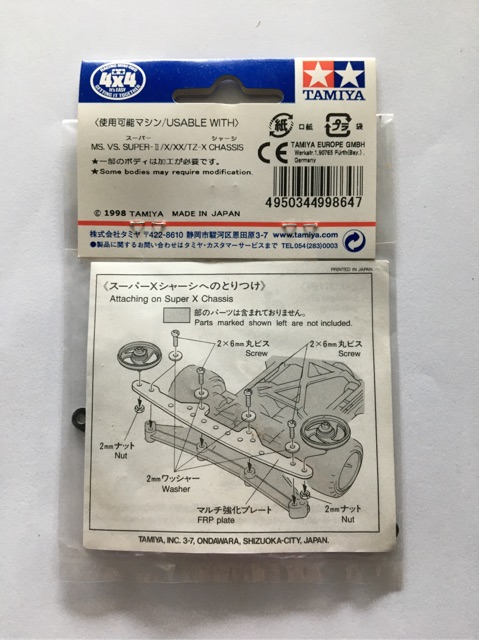 4x4
TAMIYA
〈使用可能マシン/USABLE WITH〉
スーパー シャーシ
MS. VS. SUPER-Ⅱ/X/XX/TZ-X CHASSIS
★一部のボディは加工が必要です。
★Some bodies may require modification.
紙 口紙 プラ 袋
CE TAMIYA EUROPE GMBH
Werkstr.1,90765 Fürth(Bay.),
Germany
4950344998647
© 1998 TAMIYA MADE IN JAPAN
株式会社タミヤ 〒422-8610 静岡市駿河区恩田原3-7 www.tamiya.com
●製品に関するお問い合わせはタミヤ・カスタマーサービスまで TEL054(283)0003
PRINTED IN JAPAN
《スーパーXシャーシへのとりつけ》
Attaching on Super X Chassis
部のパーツは含まれておりません。
Parts marked shown left are not included.
2×6mm丸ビス
Screw
2×6mm丸ビス
Screw
2mmナット
Nut
2mmワッシャー
Washer
マルチ強化プレート
FRP plate
2mmナット
Nut
TAMIYA, INC. 3-7, ONDAWARA, SHIZUOKA-CITY, JAPAN.